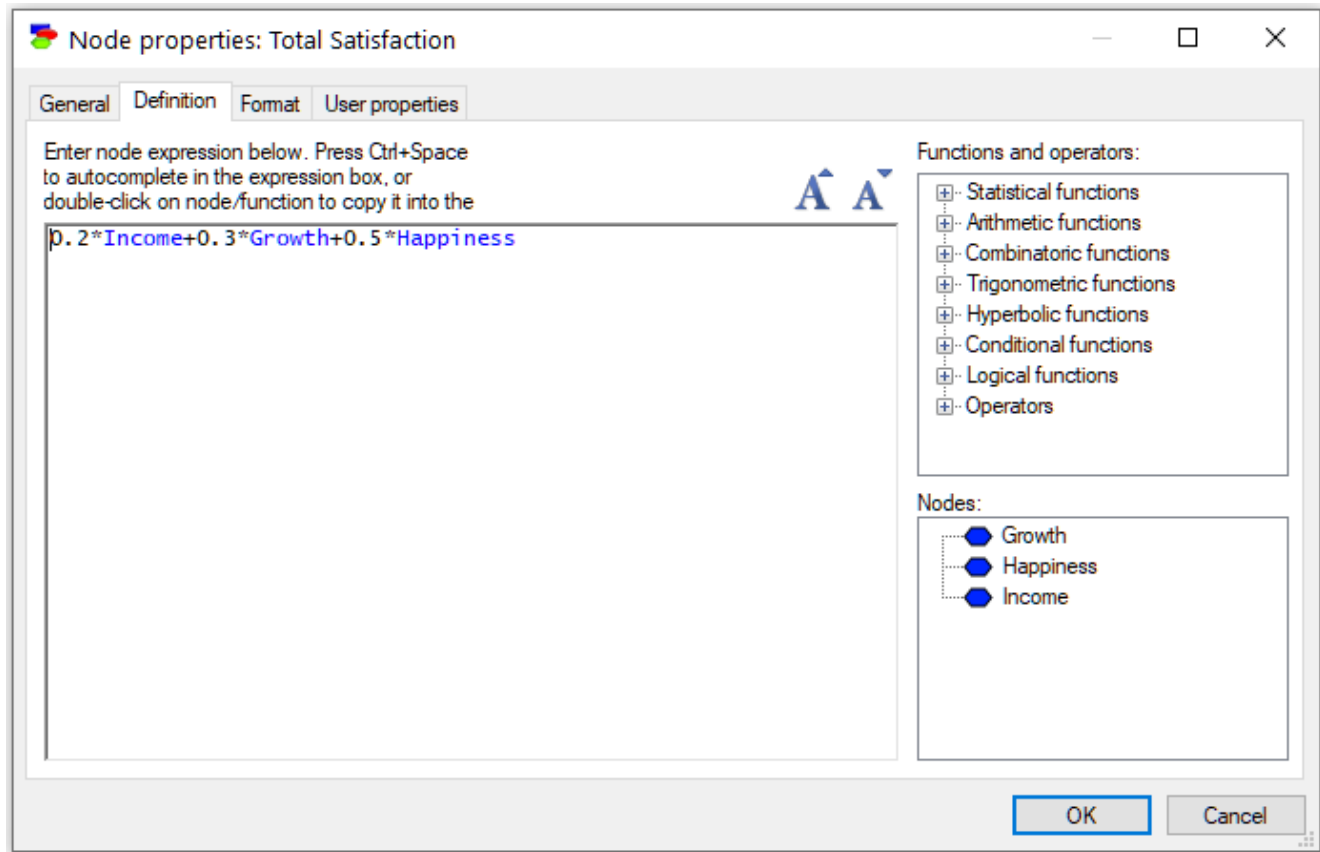 Node properties: Total Satisfaction
General Definition Format User properties
Enter node expression below. Press Ctrl+Space
to autocomplete in the expression box, or
double-click on node/function to copy it into the
A A
0.2*Income+0.3*Growth+0.5*Happiness
Functions and operators:
Statistical functions
Arithmetic functions
Combinatoric functions
Trigonometric functions
Hyperbolic functions
Conditional functions
Logical functions
Operators
Nodes:
Growth
Happiness
Income
OK Cancel